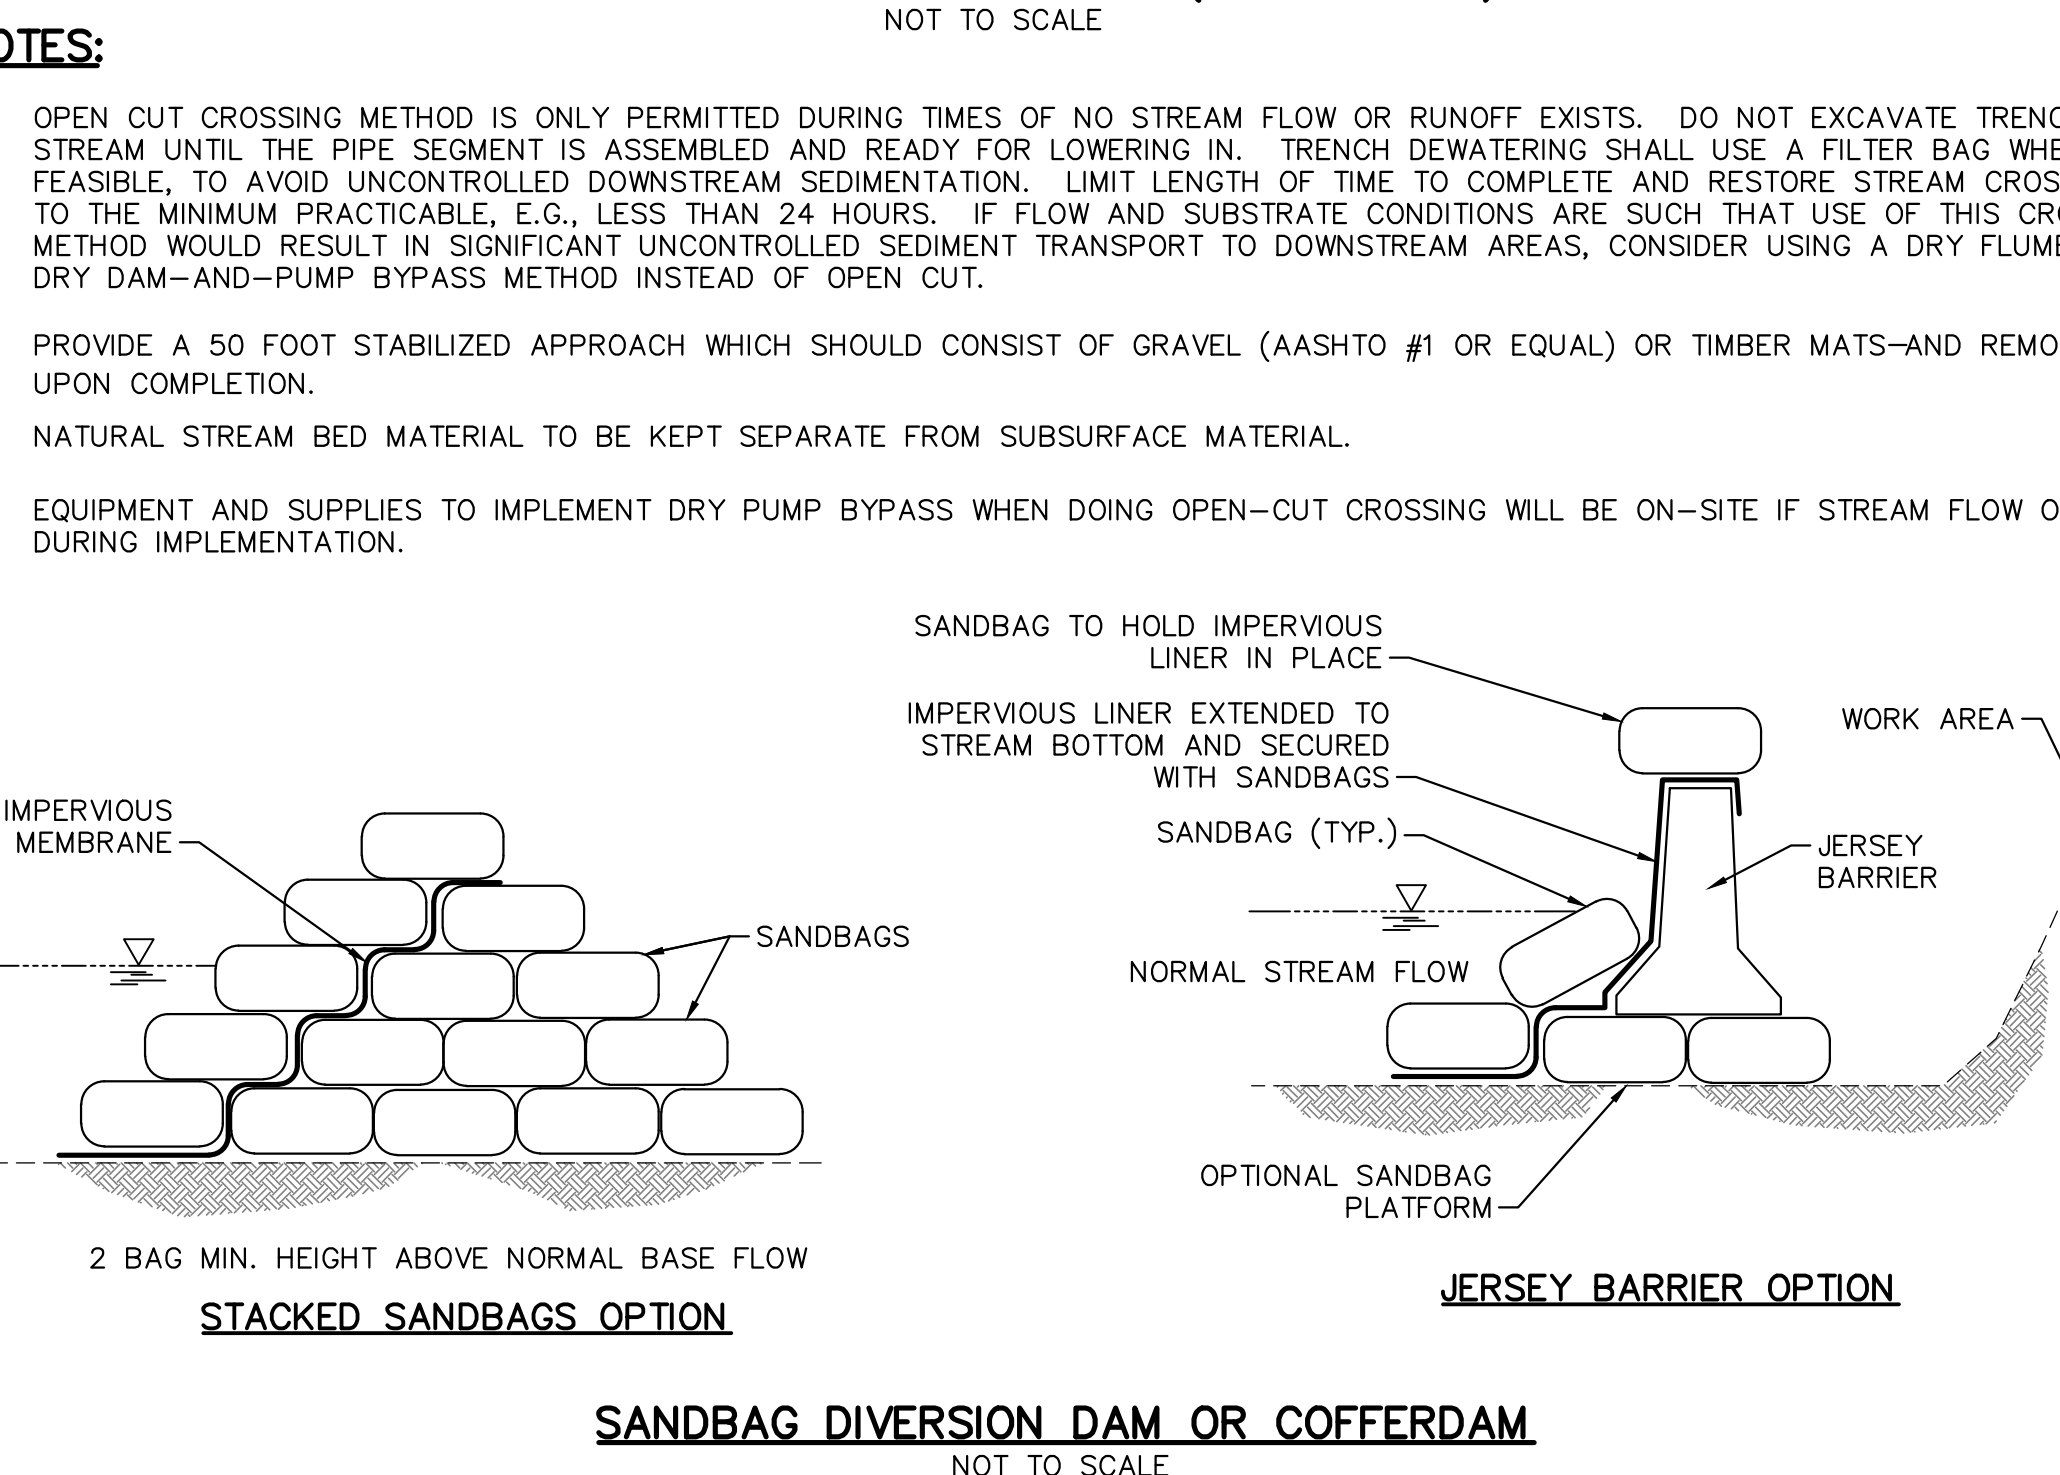 NOT TO SCALE
OTES:
OPEN CUT CROSSING METHOD IS ONLY PERMITTED DURING TIMES OF NO STREAM FLOW OR RUNOFF EXISTS. DO NOT EXCAVATE TRENC
STREAM UNTIL THE PIPE SEGMENT IS ASSEMBLED AND READY FOR LOWERING IN. TRENCH DEWATERING SHALL USE A FILTER BAG WHE
FEASIBLE, TO AVOID UNCONTROLLED DOWNSTREAM SEDIMENTATION. LIMIT LENGTH OF TIME TO COMPLETE AND RESTORE STREAM CROS
TO THE MINIMUM PRACTICABLE, E.G., LESS THAN 24 HOURS. IF FLOW AND SUBSTRATE CONDITIONS ARE SUCH THAT USE OF THIS CRO
METHOD WOULD RESULT IN SIGNIFICANT UNCONTROLLED SEDIMENT TRANSPORT TO DOWNSTREAM AREAS, CONSIDER USING A DRY FLUME
DRY DAM-AND-PUMP BYPASS METHOD INSTEAD OF OPEN CUT.
PROVIDE A 50 FOOT STABILIZED APPROACH WHICH SHOULD CONSIST OF GRAVEL (AASHTO #1 OR EQUAL) OR TIMBER MATS-AND REMO
UPON COMPLETION.
NATURAL STREAM BED MATERIAL TO BE KEPT SEPARATE FROM SUBSURFACE MATERIAL.
EQUIPMENT AND SUPPLIES TO IMPLEMENT DRY PUMP BYPASS WHEN DOING OPEN-CUT CROSSING WILL BE ON-SITE IF STREAM FLOW O
DURING IMPLEMENTATION.
IMPERVIOUS
MEMBRANE
SANDBAGS
2 BAG MIN. HEIGHT ABOVE NORMAL BASE FLOW
STACKED SANDBAGS OPTION
SANDBAG TO HOLD IMPERVIOUS
LINER IN PLACE
IMPERVIOUS LINER EXTENDED TO
STREAM BOTTOM AND SECURED
WITH SANDBAGS
SANDBAG (TYP.)
WORK AREA
JERSEY
BARRIER
NORMAL STREAM FLOW
OPTIONAL SANDBAG
PLATFORM
JERSEY BARRIER OPTION
SANDBAG DIVERSION DAM OR COFFERDAM
NOT TO SCALE